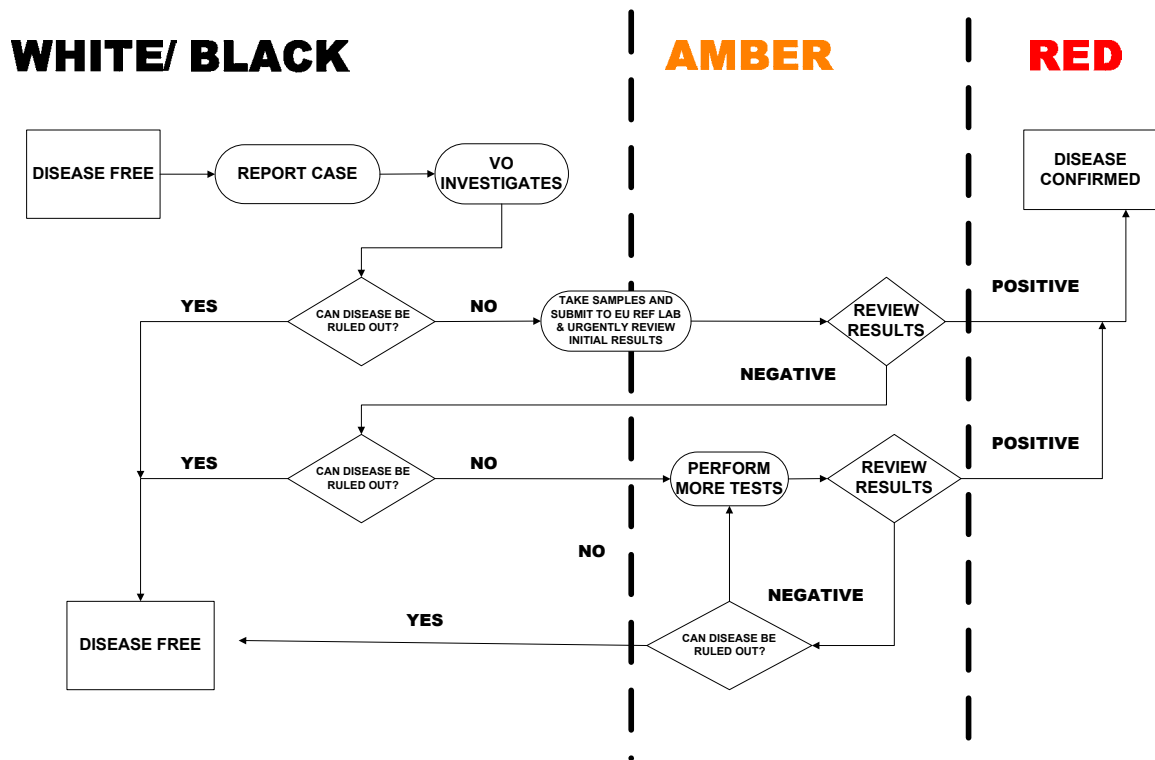 WHITE/ BLACK
AMBER
RED
DISEASE FREE
REPORT CASE
VO
INVESTIGATES
DISEASE
CONFIRMED
YES
CAN DISEASE BE
RULED OUT?
NO
TAKE SAMPLES AND
SUBMIT TO EU REF LAB
& URGENTLY REVIEW
INITIAL RESULTS
REVIEW
RESULTS
POSITIVE
NEGATIVE
YES
CAN DISEASE BE
RULED OUT?
NO
PERFORM
MORE TESTS
REVIEW
RESULTS
POSITIVE
NO
NEGATIVE
DISEASE FREE
YES
CAN DISEASE BE
RULED OUT?